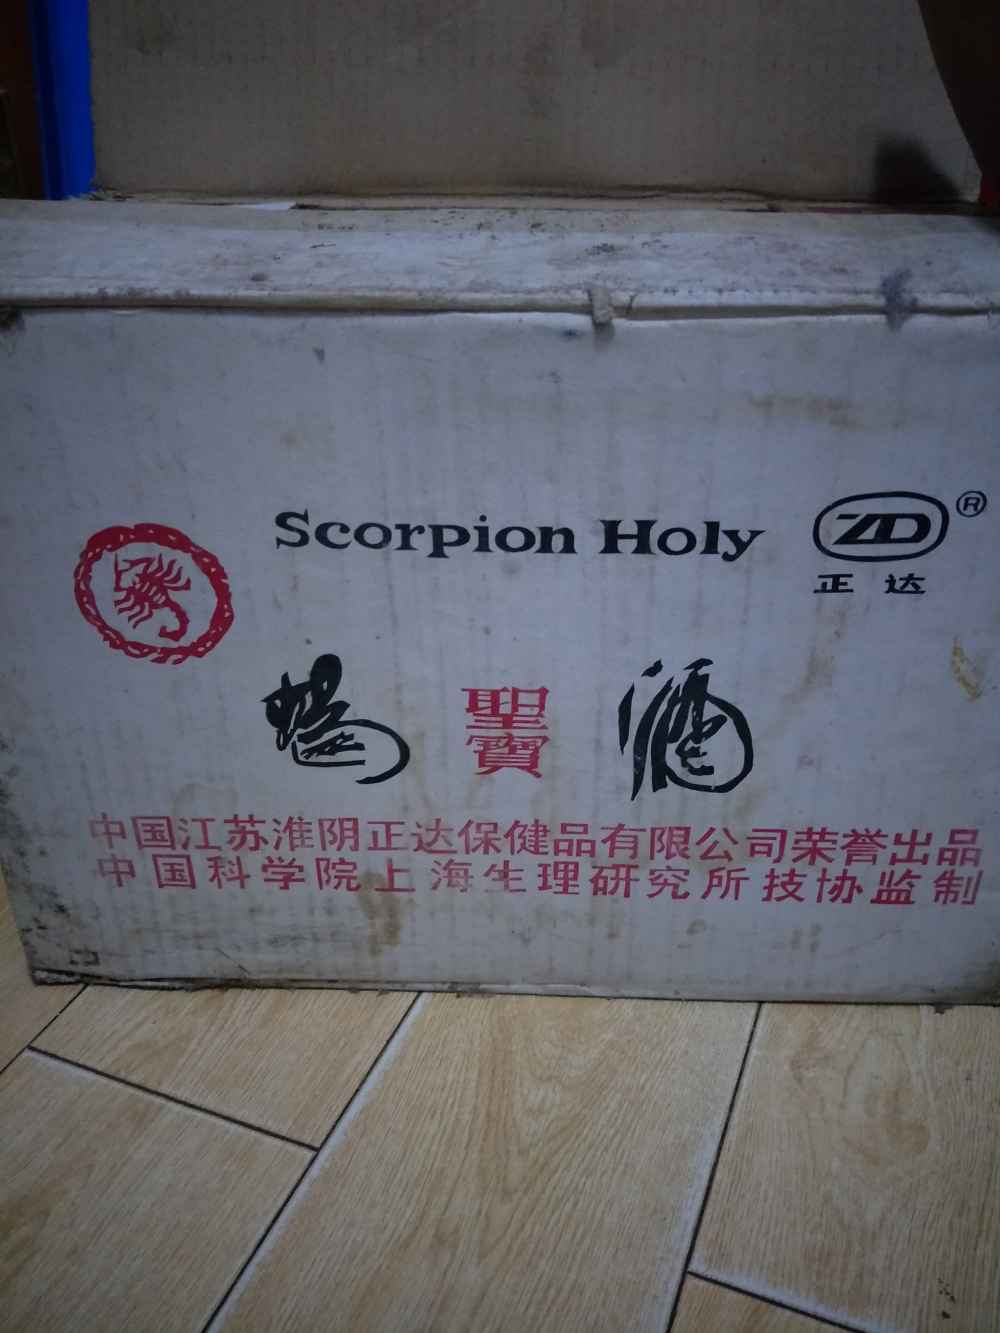 Scorpion Holy
ZD®
正达
蝎 聖寶 酒
中国江苏淮阴正达保健品有限公司荣誉出品
中国科学院上海生理研究所技协监制